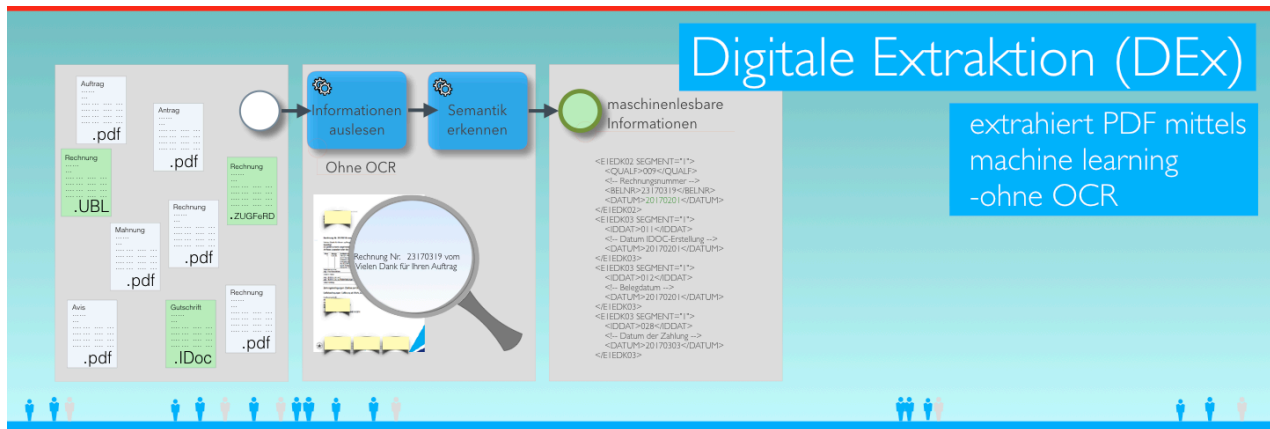 Digitale Extraktion (DEx)
extrahiert PDF mittels
machine learning
-ohne OCR
Auftrag
.pdf
Antrag
.pdf
Rechnung
.UBL
Rechnung
.ZUGFeRD
Rechnung
.pdf
Mahnung
.pdf
Avis
.pdf
Gutschrift
.IDoc
Rechnung
.pdf
Informationen
auslesen
Semantik
erkennen
Ohne OCR
Rechnung Nr. 23170319 vom
Vielen Dank für Ihren Auftrag
maschinenlesbare
Informationen
<E1EDK02 SEGMENT="1">
<QUALF>009</QUALF>
<!-- Rechnungsnummer -->
<BELNR>23170319</BELNR>
<DATUM>20170201</DATUM>
</E1EDK02>
<E1EDK03 SEGMENT="1">
<IDDAT>011</IDDAT>
<!-- Datum IDOC-Erstellung -->
<DATUM>20170201</DATUM>
</E1EDK03>
<E1EDK03 SEGMENT="1">
<IDDAT>012</IDDAT>
<!-- Belegdatum -->
<DATUM>20170201</DATUM>
</E1EDK03>
<E1EDK03 SEGMENT="1">
<IDDAT>028</IDDAT>
<!-- Datum der Zahlung -->
<DATUM>20170303</DATUM>
</E1EDK03>